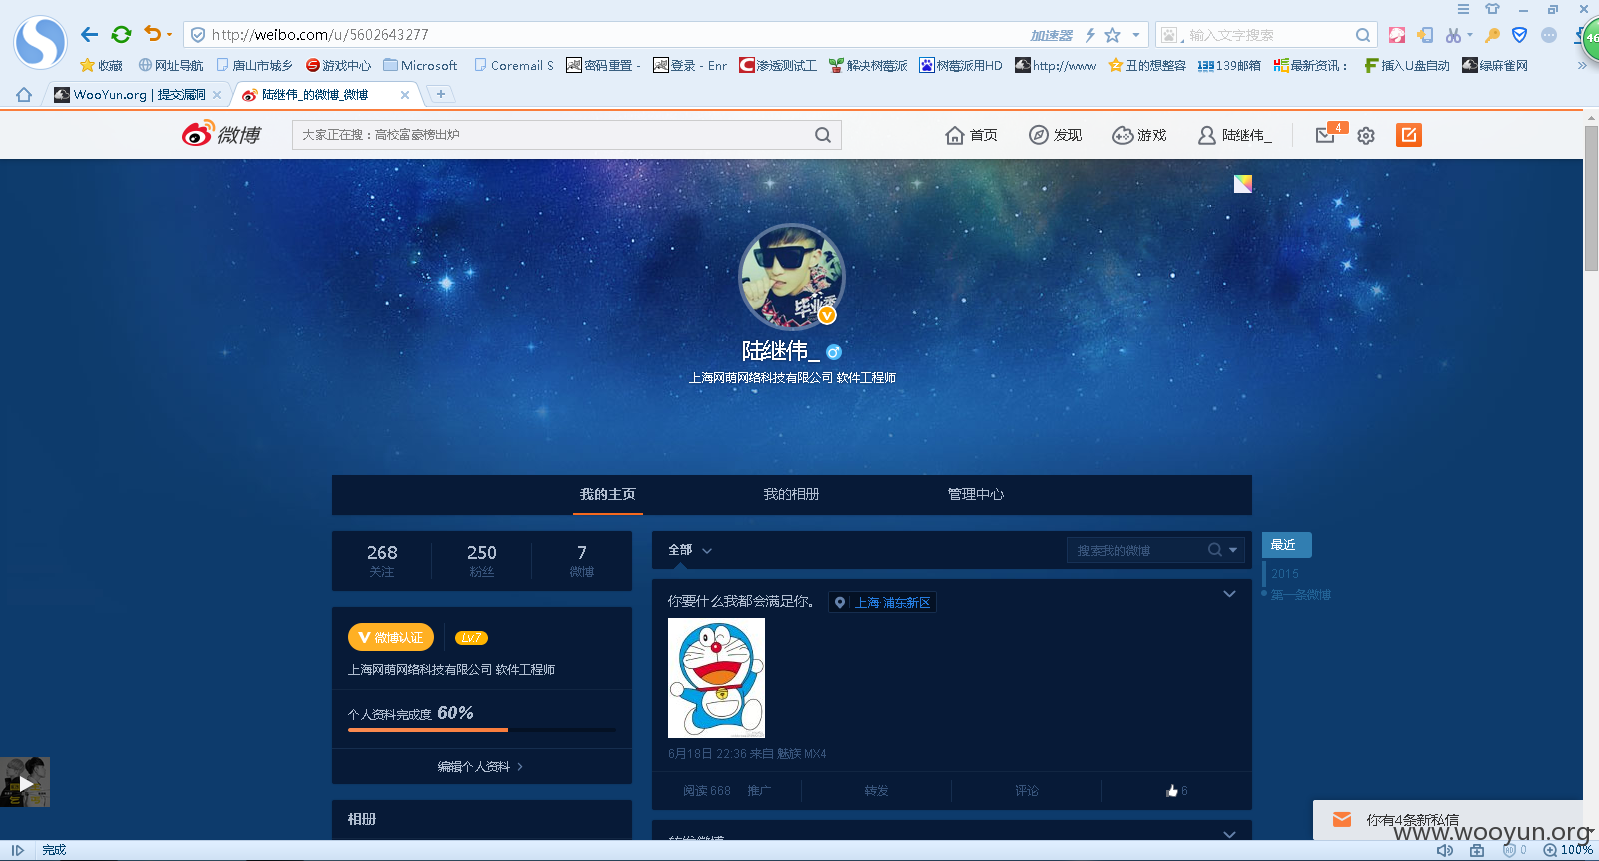 http://weibo.com/u/5602643277
加速器
输入文字搜索
46
收藏
网址导航
唐山市城乡
游戏中心
Microsoft
Coremail S
密码重置 -
登录 - Enr
渗透测试工
解决树莓派
树莓派用HD
http://www
丑的想整容
139邮箱
最新资讯：
插入U盘自动
绿麻雀网
WooYun.org | 提交漏洞
陆继伟_的微博_微博
微博
大家正在搜：高校富豪榜出炉
首页
发现
游戏
陆继伟_
4
毕业季
陆继伟_
上海网萌网络科技有限公司 软件工程师
我的主页
我的相册
管理中心
268
关注
250
粉丝
7
微博
全部
搜索我的微博
最近
2015
第一条微博
微博认证
Lv.7
上海网萌网络科技有限公司 软件工程师
个人资料完成度 60%
编辑个人资料
相册
你要什么我都会满足你。
上海·浦东新区
6月18日 22:36 来自 魅族 MX4
阅读 668
推广
转发
评论
6
转发微博
你有4条新私信
www.wooyun.org
完成
0
100%